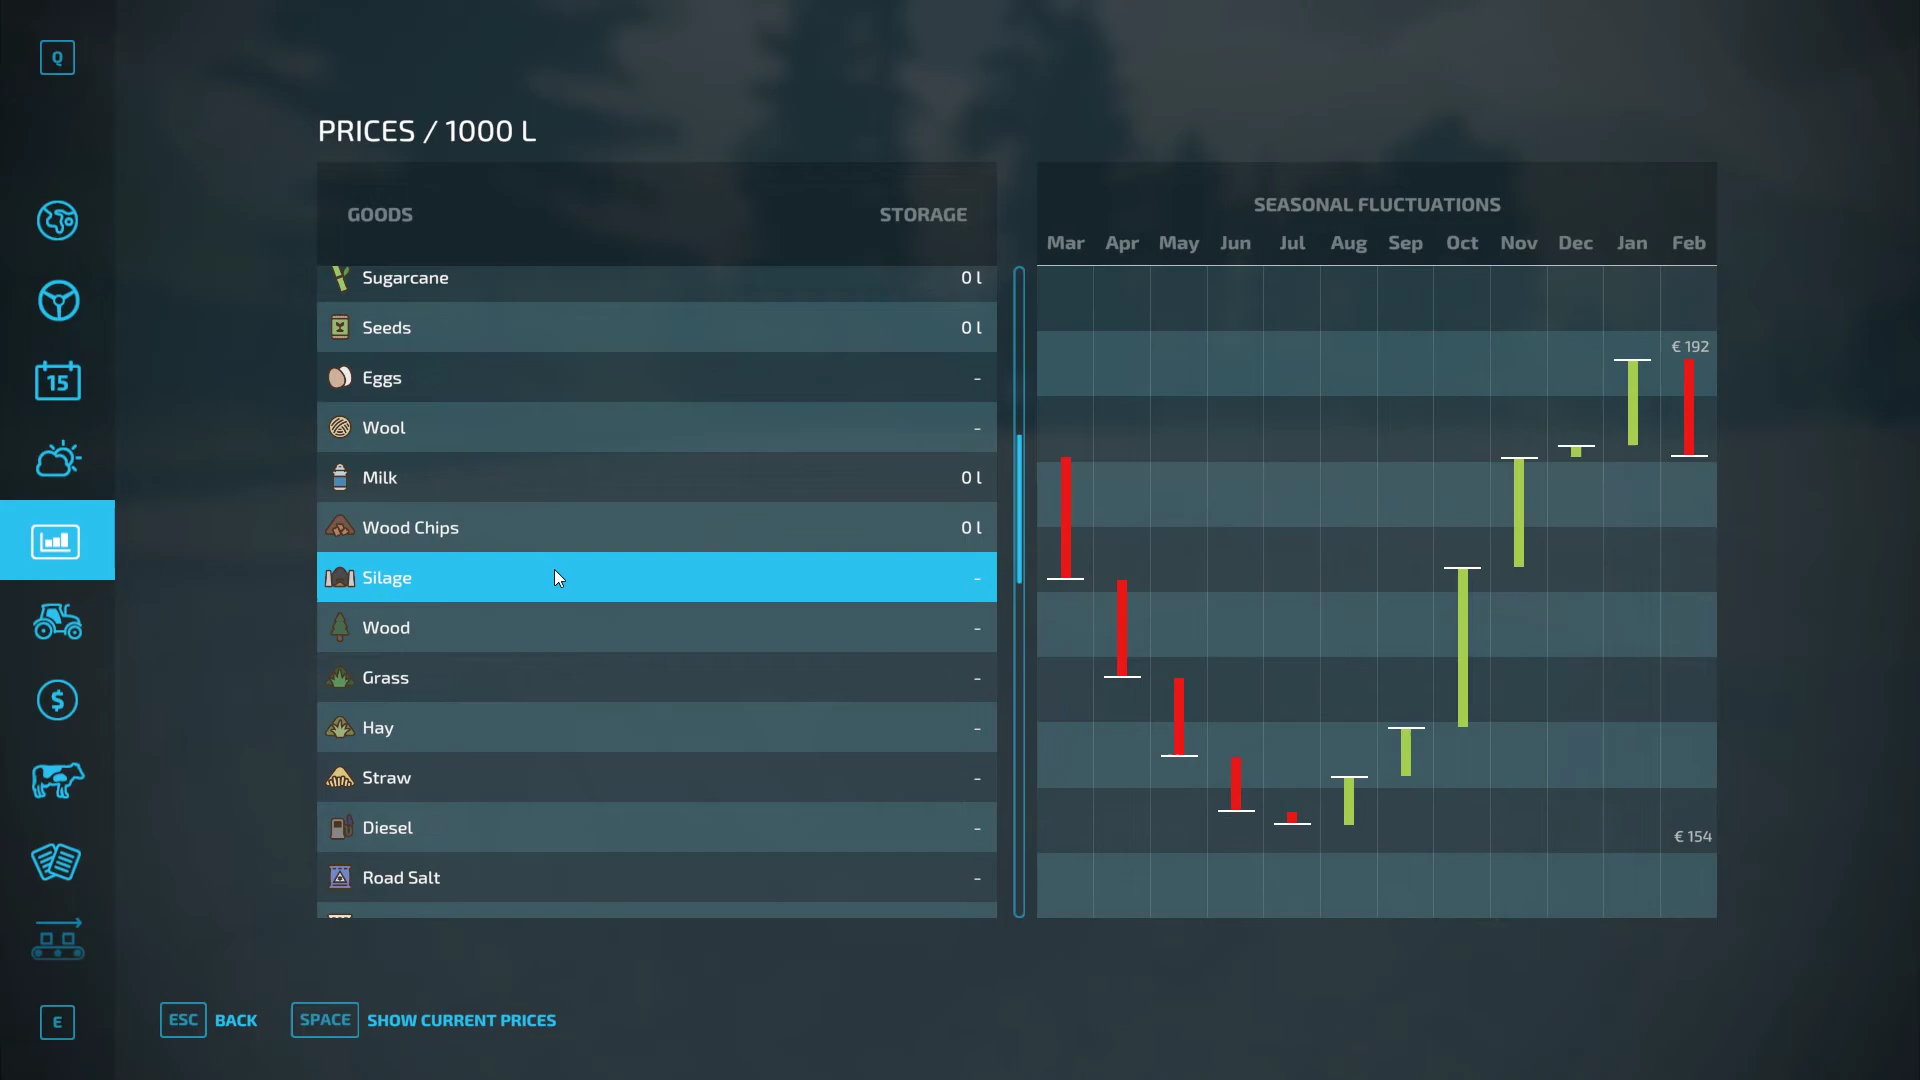 Q
PRICES / 1000 L
GOODS STORAGE
SEASONAL FLUCTUATIONS
Mar Apr May Jun Jul Aug Sep Oct Nov Dec Jan Feb
Sugarcane 0 l
Seeds 0 l
Eggs -
Wool -
Milk 0 l
Wood Chips 0 l
Silage -
Wood -
Grass -
Hay -
Straw -
Diesel -
Road Salt -
€ 192
€ 154
15
$
E
ESC BACK SPACE SHOW CURRENT PRICES